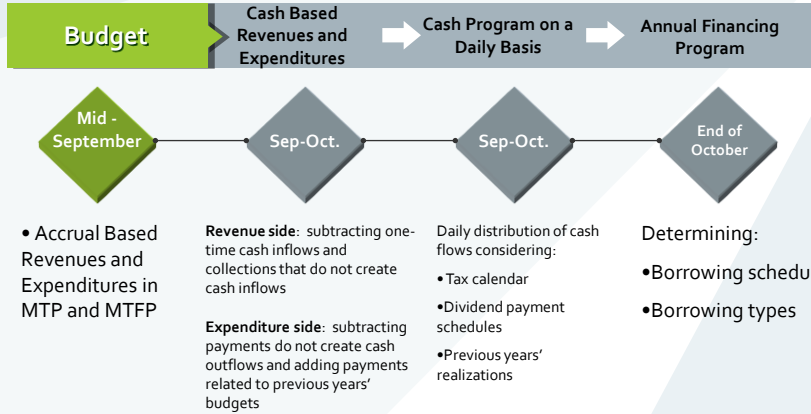 Budget
Cash Based
Revenues and
Expenditures
Cash Program on a
Daily Basis
Annual Financing
Program
Mid -
September
Sep-Oct.
Sep-Oct.
End of
October
• Accrual Based
Revenues and
Expenditures in
MTP and MTFP
Revenue side: subtracting one-
time cash inflows and
collections that do not create
cash inflows
Expenditure side: subtracting
payments do not create cash
outflows and adding payments
related to previous years'
budgets
Daily distribution of cash
flows considering:
•Tax calendar
•Dividend payment
schedules
•Previous years'
realizations
Determining:
•Borrowing schedu
•Borrowing types